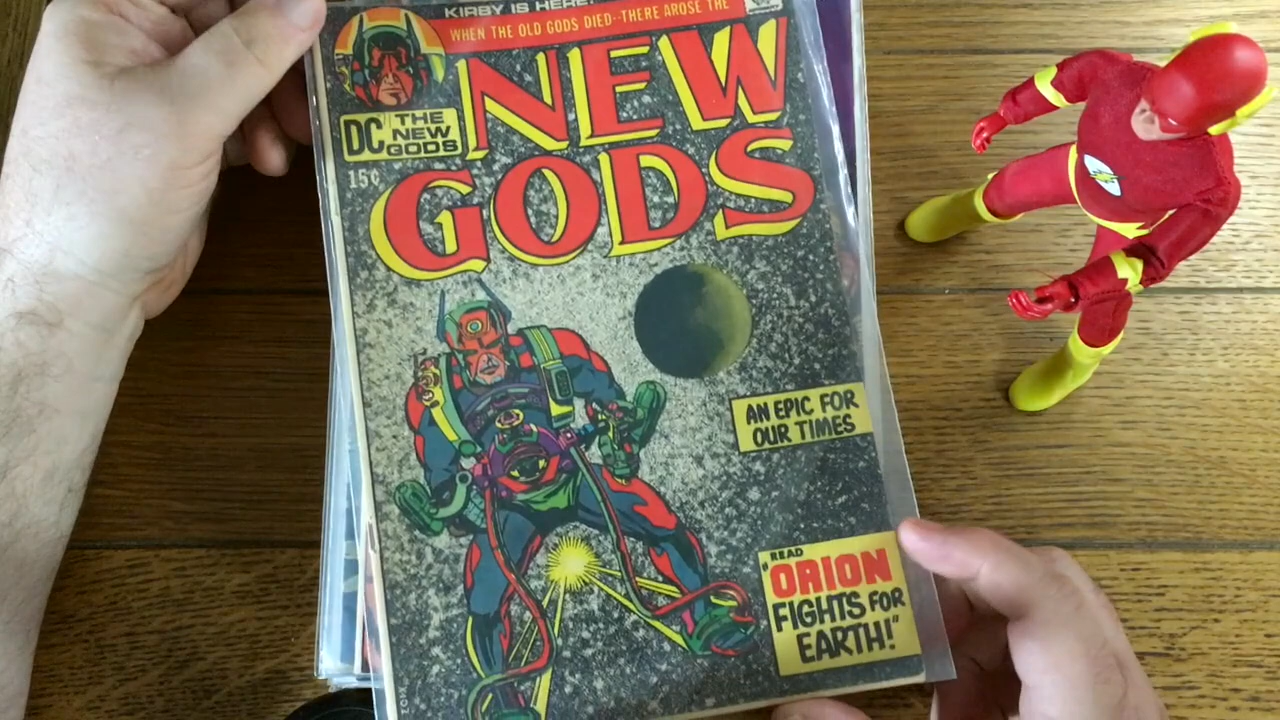 KIRBY IS HERE!
WHEN THE OLD GODS DIED--THERE AROSE THE
NEW
GODS
DC THE
NEW
GODS
15¢
AN EPIC FOR
OUR TIMES
READ
"ORION
FIGHTS FOR
EARTH!"